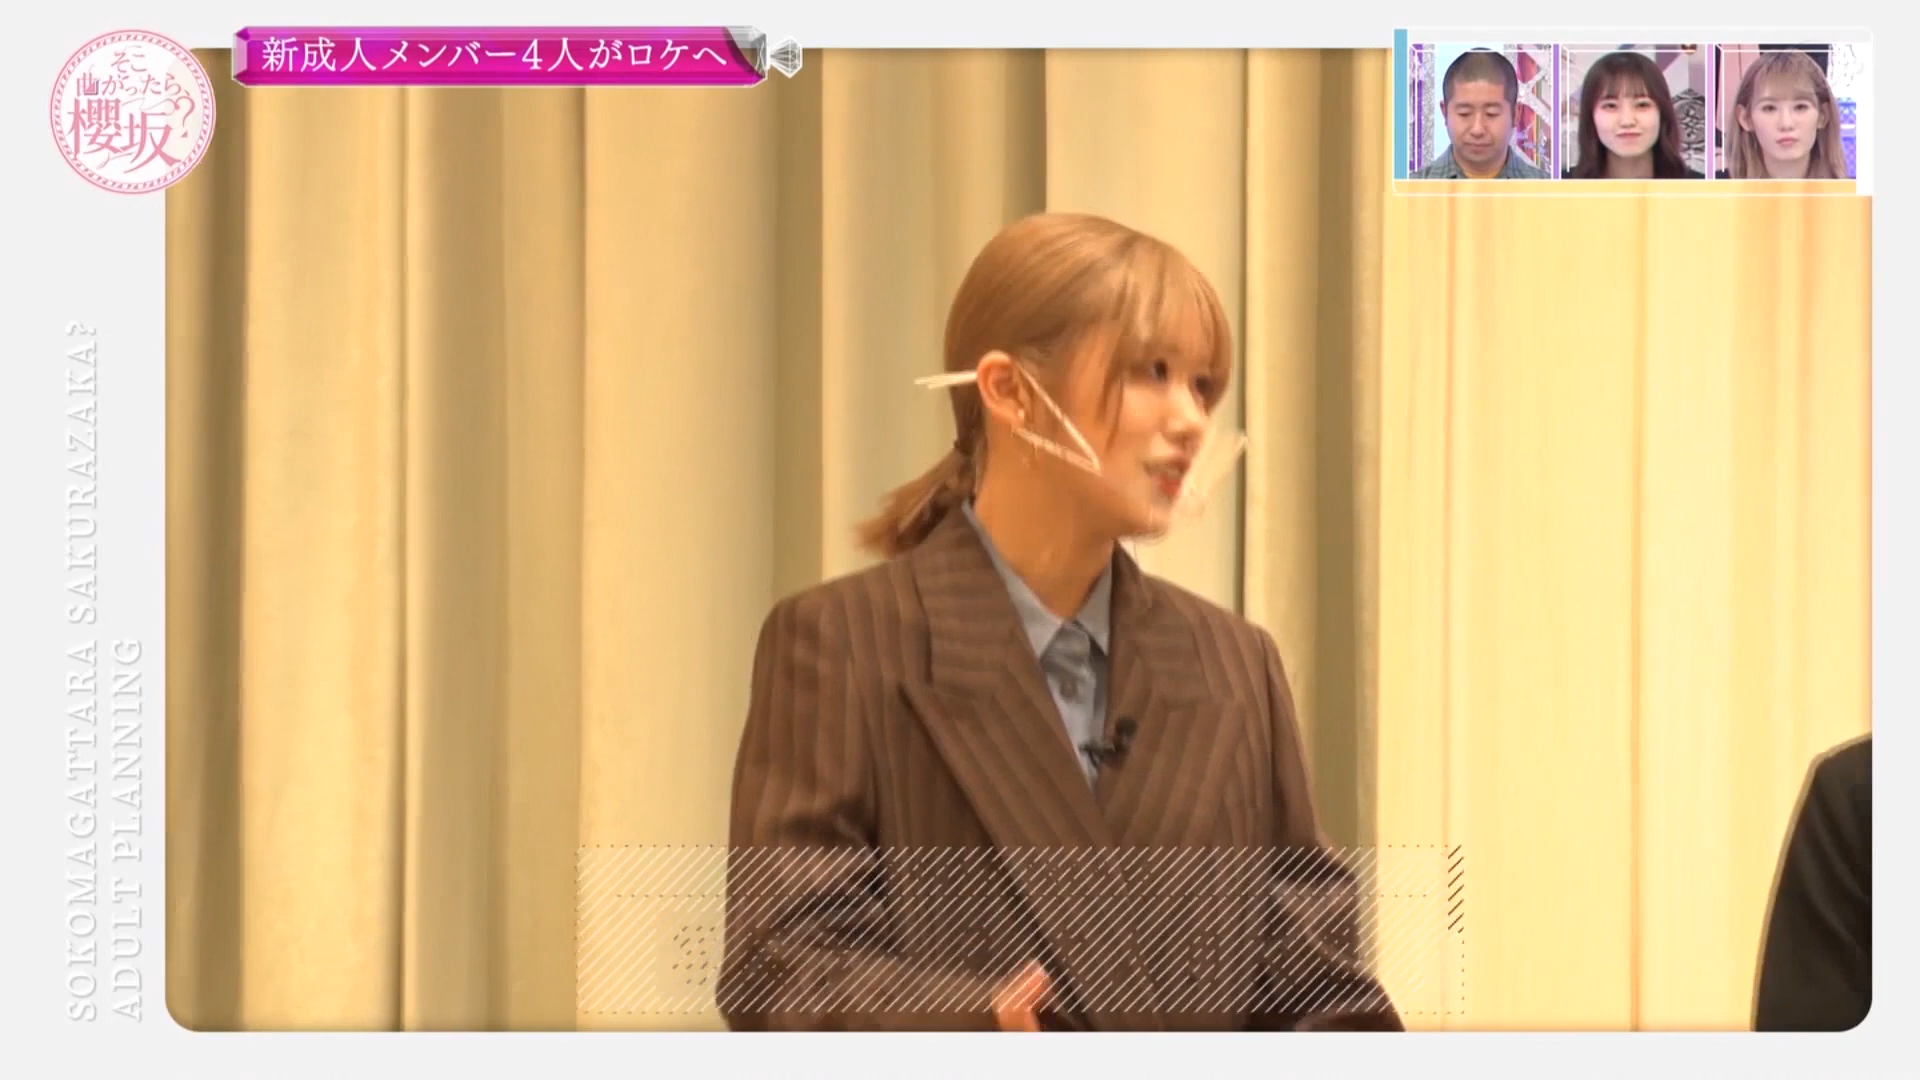 そこ
曲がったら、
櫻坂?
新成人メンバー4人がロケへ
SOKOMAGATTARA SAKURAZAKA?
ADULT PLANNING